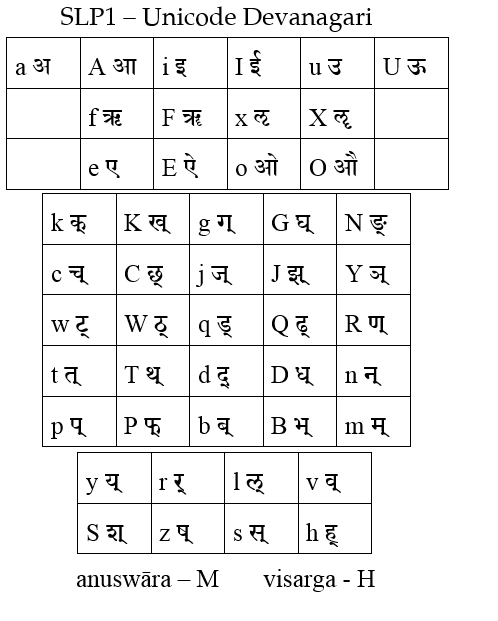 SLP1 – Unicode Devanagari
a अ A आ i इ I ई u उ U ऊ
f ऋ F ॠ x ऌ X ॡ
e ए E ऐ o ओ O औ
k क् K ख् g ग् G घ् N ङ्
c च् C छ् j ज् J झ् Y ञ्
w ट् W ठ् q ड् Q ढ् R ण्
t त् T थ् d द् D ध् n न्
p प् P फ् b ब् B भ् m म्
y य् r र् l ल् v व्
S श् z ष् s स् h ह्
anuswāra – M visarga - H